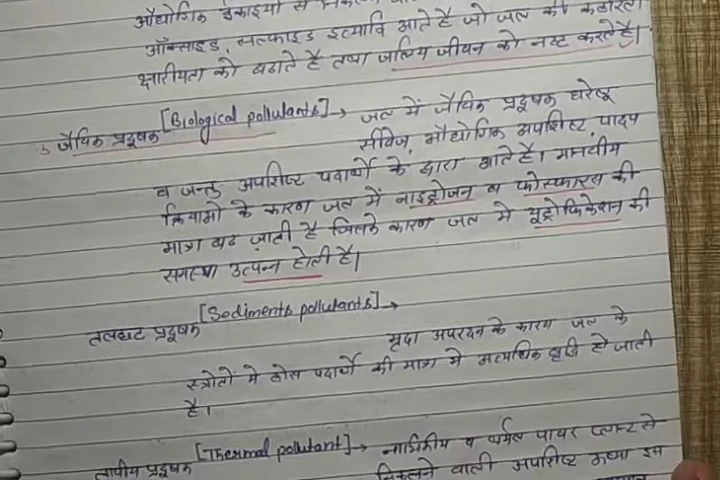 औद्योगिक इकाइयों से
ऑक्साइड, सल्फाइड इत्यादि आते है जो जल की कठोरता
क्षारीयता को बढाते है तथा जलिय जीवन को नष्ट करते है।
3 जैविक प्रदूषक [Biological pollutants] → जल में जैविक प्रदूषक घरेलू
सीवेज, औद्योगिक अपशिष्ट, पादप
व जन्तु अपशिष्ट पदार्थो के द्वारा आते है। मानवीय
क्रियाओ के कारण जल में नाइट्रोजन व फोस्फोरस की
मात्रा बढ जाती है जिसके कारण जल मे यूट्रोफिकेशन की
समस्या उत्पन्न होती है।
तलछट प्रदूषक [Sediments pollutants] →
मृदा अपरदन के कारण जल के
स्त्रोतों मे ठोस पदार्थो की मात्रा मे अत्यधिक वृद्धि हो जाती
है।
तापीय प्रदूषक [Thermal pollutant] → नाभिकीय व थर्मल पावर प्लान्ट से
निकलने वाली अपशिष्ट ऊष्मा इस